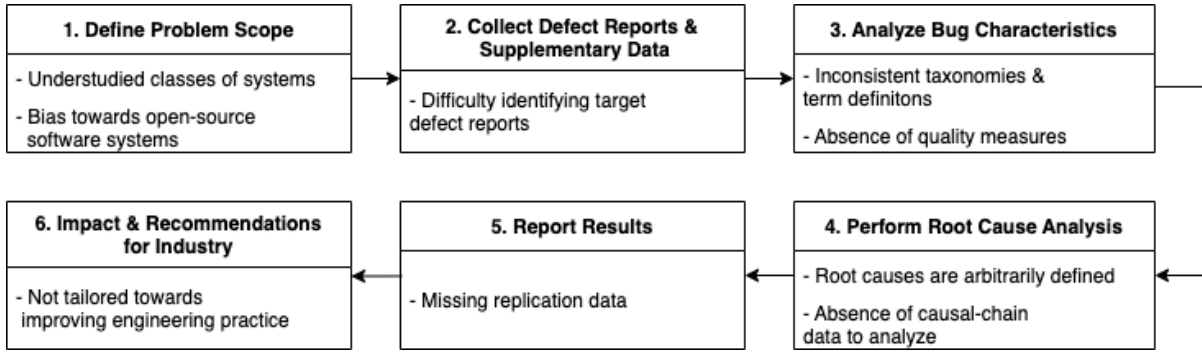 1. Define Problem Scope
- Understudied classes of systems
- Bias towards open-source
software systems
2. Collect Defect Reports &
Supplementary Data
- Difficulty identifying target
defect reports
3. Analyze Bug Characteristics
- Inconsistent taxonomies &
term definitons
- Absence of quality measures
4. Perform Root Cause Analysis
- Root causes are arbitrarily defined
- Absence of causal-chain
data to analyze
5. Report Results
- Missing replication data
6. Impact & Recommendations
for Industry
- Not tailored towards
improving engineering practice